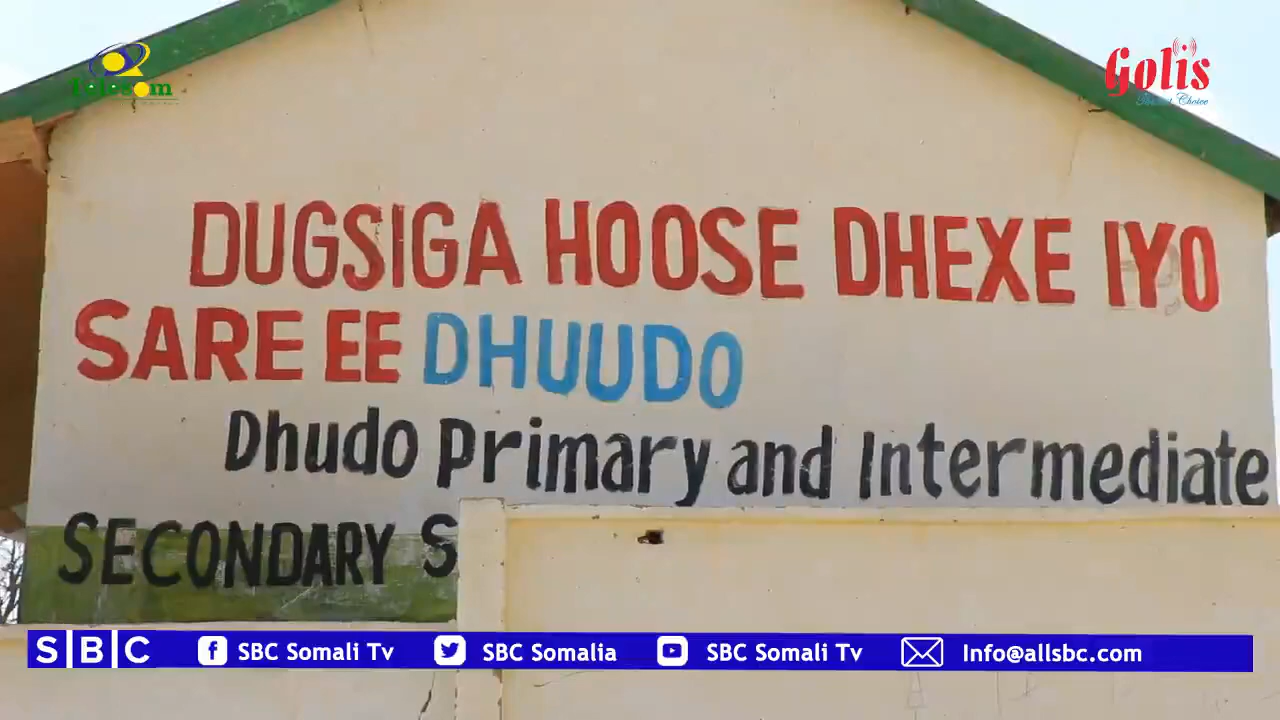 Telesom
Golis
DUGSIGA HOOSE DHEXE IYO
SARE EE DHUUDO
Dhudo Primary and Intermediate
SECONDARY S
SBC
SBC Somali Tv
SBC Somalia
SBC Somali Tv
Info@allsbc.com